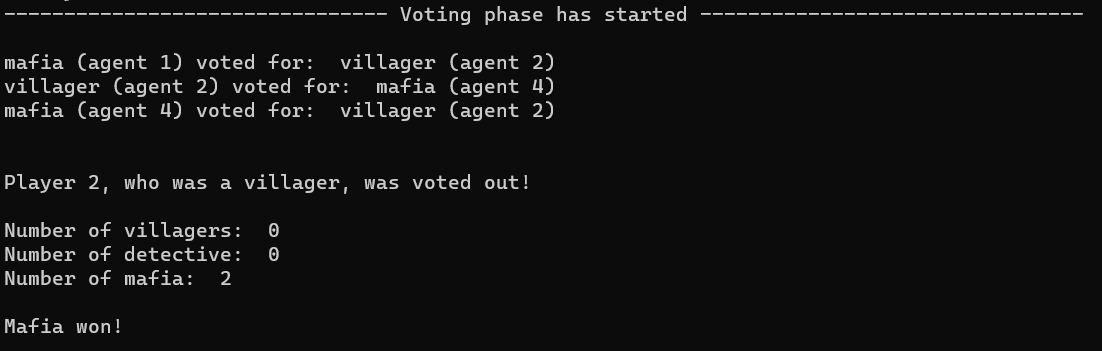 -------------------------------- Voting phase has started --------------------------------
mafia (agent 1) voted for:  villager (agent 2)
villager (agent 2) voted for:  mafia (agent 4)
mafia (agent 4) voted for:  villager (agent 2)
Player 2, who was a villager, was voted out!
Number of villagers:  0
Number of detective:  0
Number of mafia:  2
Mafia won!